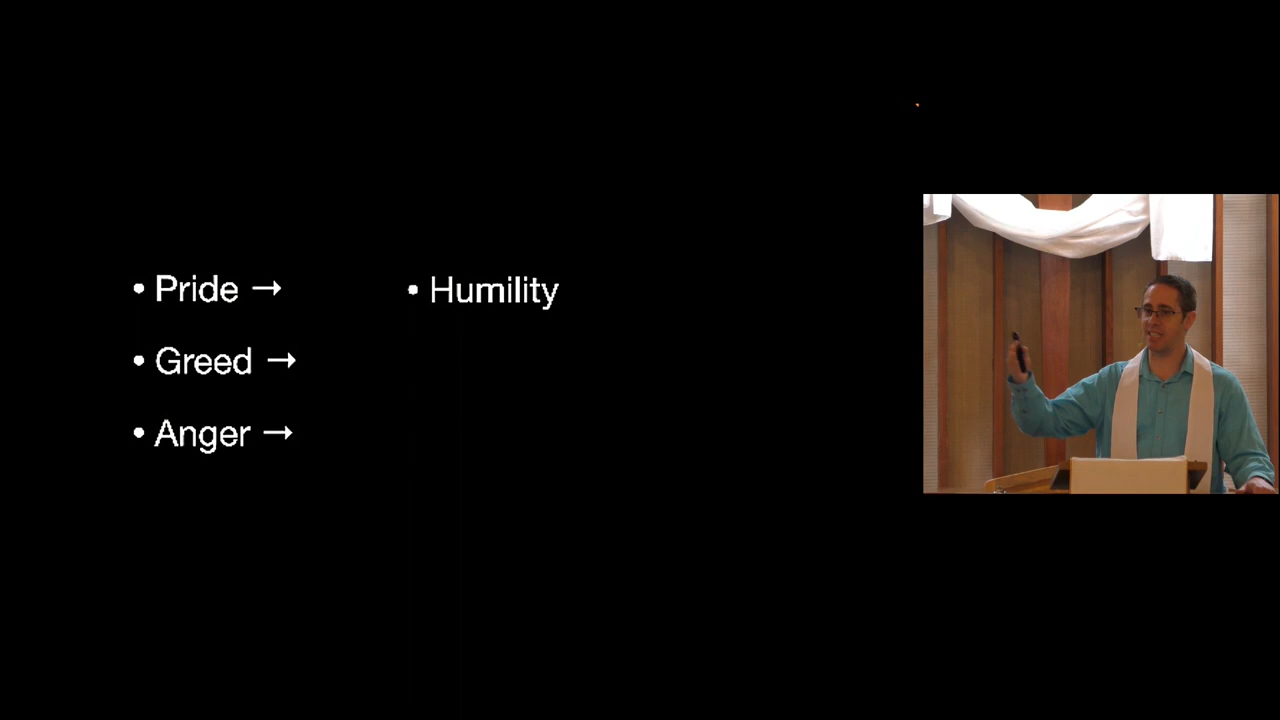 • Pride → • Humility
• Greed →
• Anger →